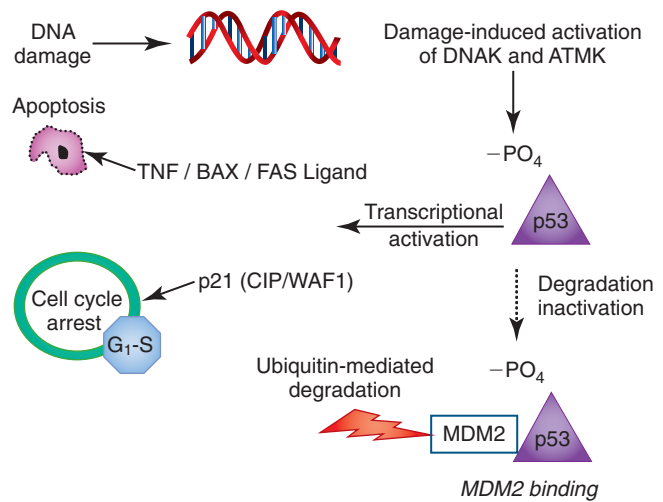 DNA
damage
Damage-induced activation
of DNAK and ATMK
Apoptosis
TNF / BAX / FAS Ligand
−PO4
p53
Transcriptional
activation
p21 (CIP/WAF1)
Cell cycle
arrest
G1-S
Degradation
inactivation
Ubiquitin-mediated
degradation
−PO4
MDM2
p53
MDM2 binding